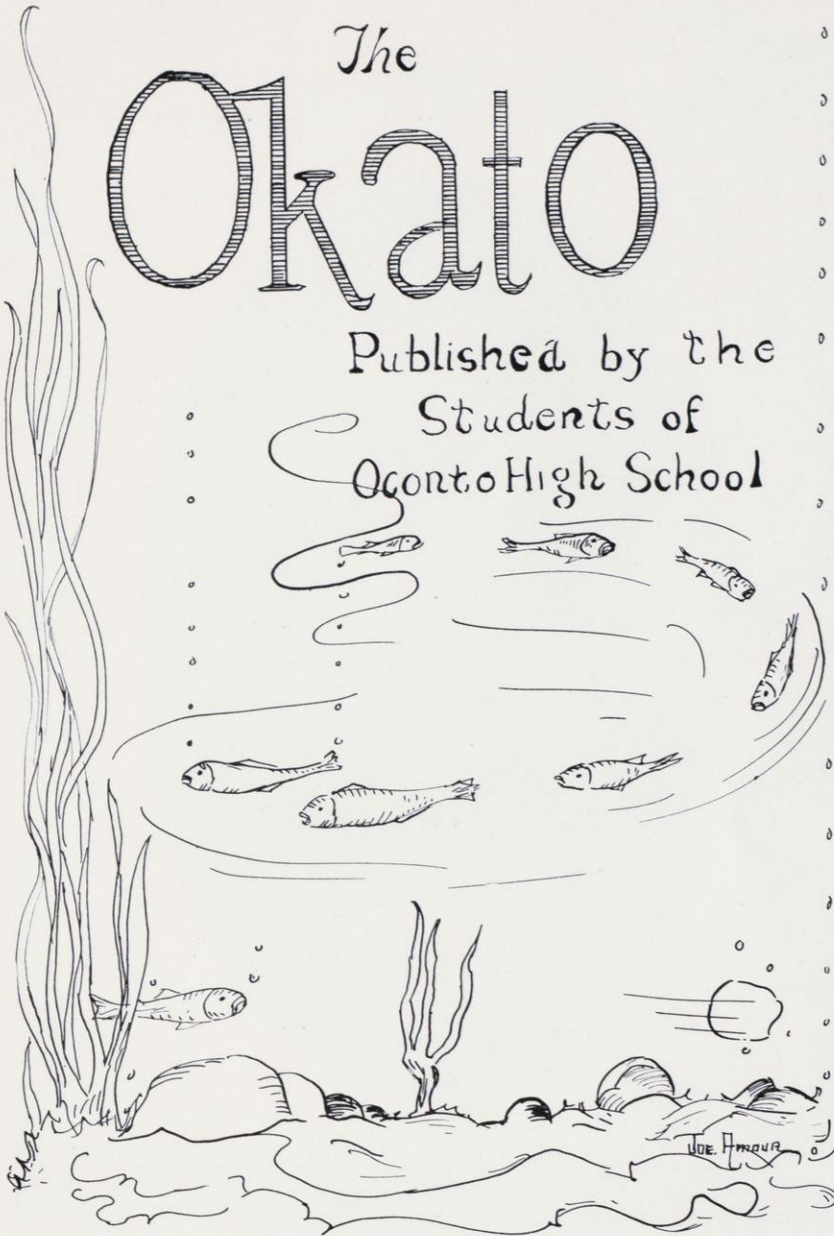 The
Okato
Published by the
Students of
Oconto High School
Joe Amour